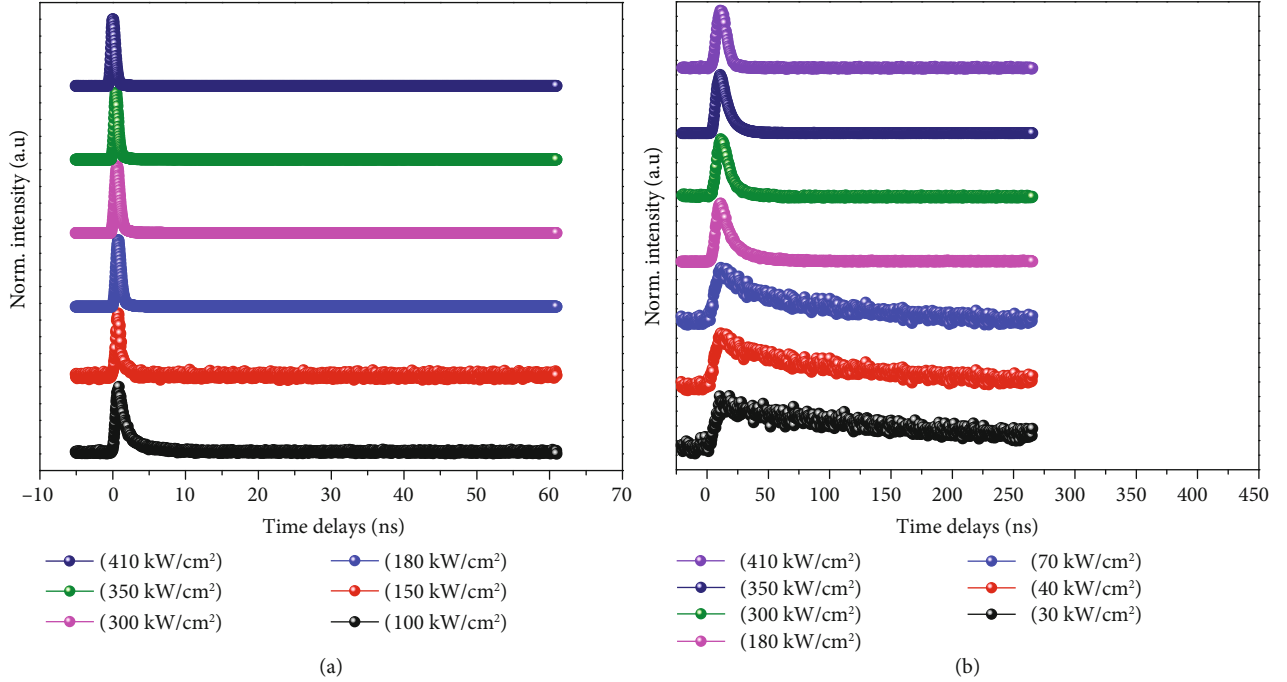 Norm. intensity (a.u)
–10 0 10 20 30 40 50 60 70
Time delays (ns)
(410 kW/cm²) (180 kW/cm²)
(350 kW/cm²) (150 kW/cm²)
(300 kW/cm²) (100 kW/cm²)
(a)
Norm. intensity (a.u)
0 50 100 150 200 250 300 350 400 450
Time delays (ns)
(410 kW/cm²) (70 kW/cm²)
(350 kW/cm²) (40 kW/cm²)
(300 kW/cm²) (30 kW/cm²)
(180 kW/cm²)
(b)